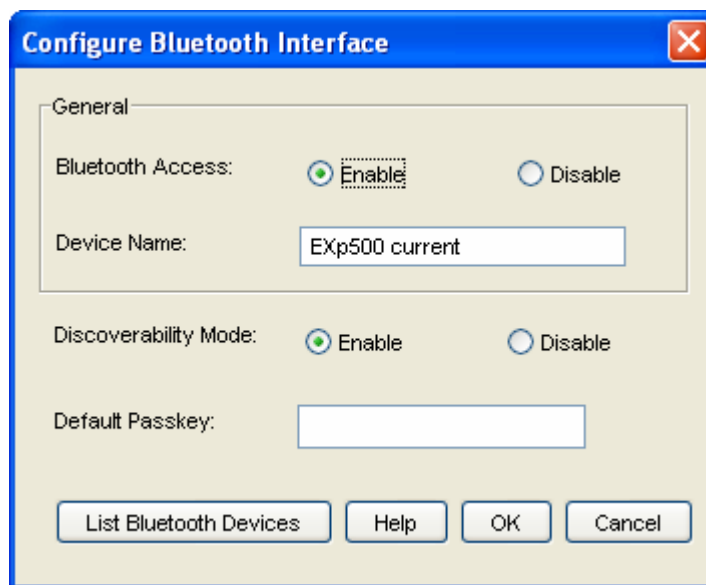 Configure Bluetooth Interface
General
Bluetooth Access: Enable Disable
Device Name: EXp500 current
Discoverability Mode: Enable Disable
Default Passkey:
List Bluetooth Devices Help OK Cancel